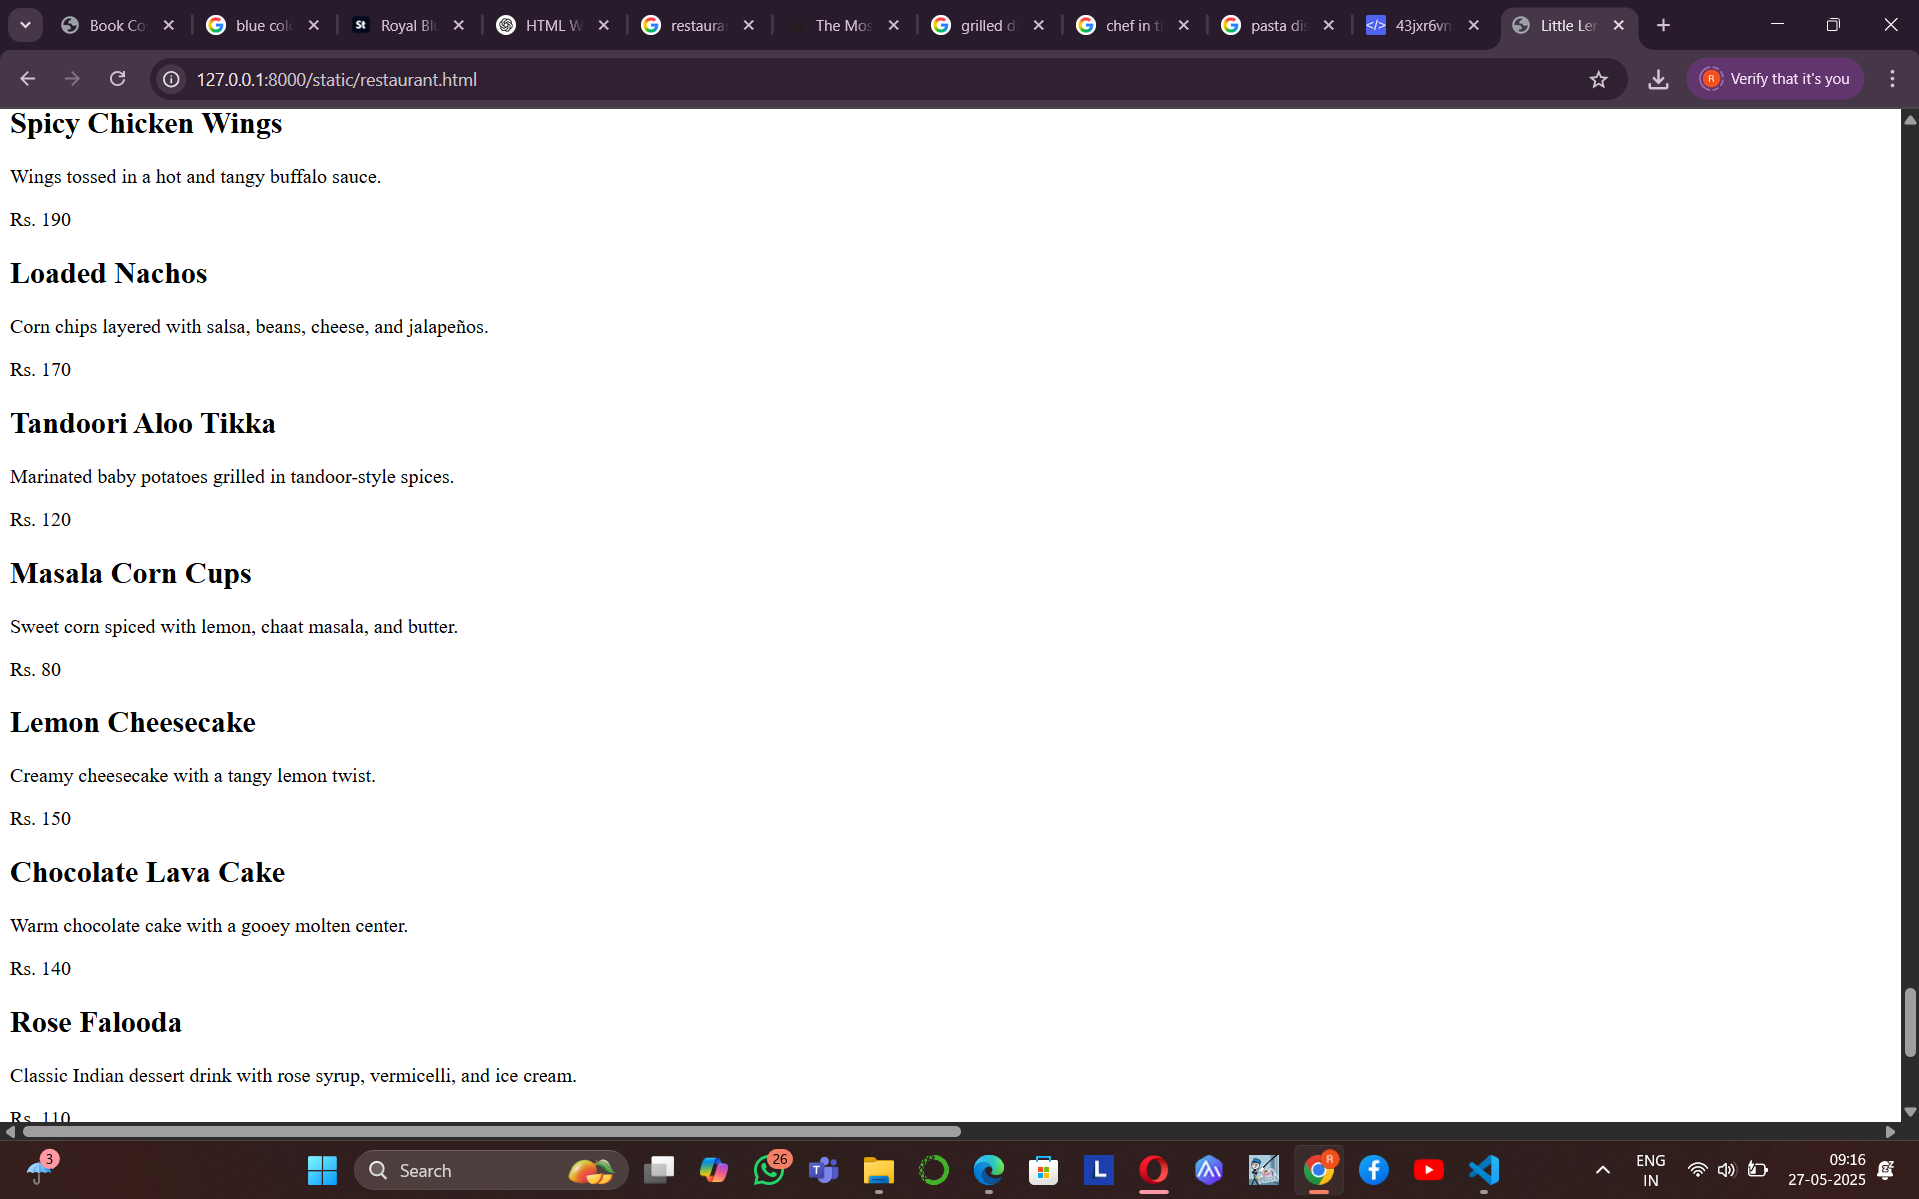 Book Co
blue col
St
Royal Bl
HTML W
restaura
The Mos
grilled d
chef in t
pasta dis
43jxr6vn
Little Len
127.0.0.1:8000/static/restaurant.html
R
Verify that it's you
Spicy Chicken Wings
Wings tossed in a hot and tangy buffalo sauce.
Rs. 190
Loaded Nachos
Corn chips layered with salsa, beans, cheese, and jalapeños.
Rs. 170
Tandoori Aloo Tikka
Marinated baby potatoes grilled in tandoor-style spices.
Rs. 120
Masala Corn Cups
Sweet corn spiced with lemon, chaat masala, and butter.
Rs. 80
Lemon Cheesecake
Creamy cheesecake with a tangy lemon twist.
Rs. 150
Chocolate Lava Cake
Warm chocolate cake with a gooey molten center.
Rs. 140
Rose Falooda
Classic Indian dessert drink with rose syrup, vermicelli, and ice cream.
Rs. 110
3
Search
26
L
R
ENG
IN
09:16
27-05-2025